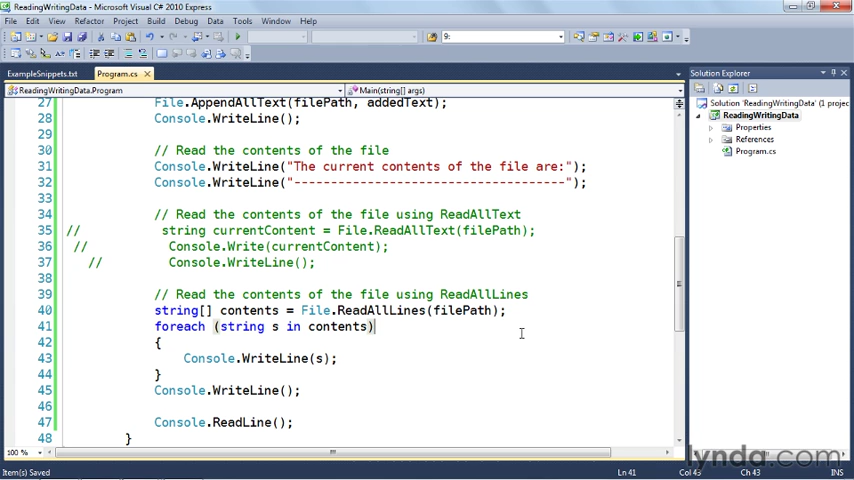 ReadingWritingData - Microsoft Visual C# 2010 Express
File Edit View Refactor Project Build Debug Data Tools Window Help
9:
ExampleSnippets.txt Program.cs
ReadingWritingData.Program Main(string[] args)
27 File.AppendAllText(filePath, addedText);
28 Console.WriteLine();
29
30 // Read the contents of the file
31 Console.WriteLine("The current contents of the file are:");
32 Console.WriteLine("-------------------------------------");
33
34 // Read the contents of the file using ReadAllText
35 // string currentContent = File.ReadAllText(filePath);
36 // Console.Write(currentContent);
37 // Console.WriteLine();
38
39 // Read the contents of the file using ReadAllLines
40 string[] contents = File.ReadAllLines(filePath);
41 foreach (string s in contents)
42 {
43 Console.WriteLine(s);
44 }
45 Console.WriteLine();
46
47 Console.ReadLine();
48 }
100 %
Solution Explorer
Solution 'ReadingWritingData' (1 projec
ReadingWritingData
Properties
References
Program.cs
Item(s) Saved Ln 41 Col 43 Ch 43 INS
lynda.com